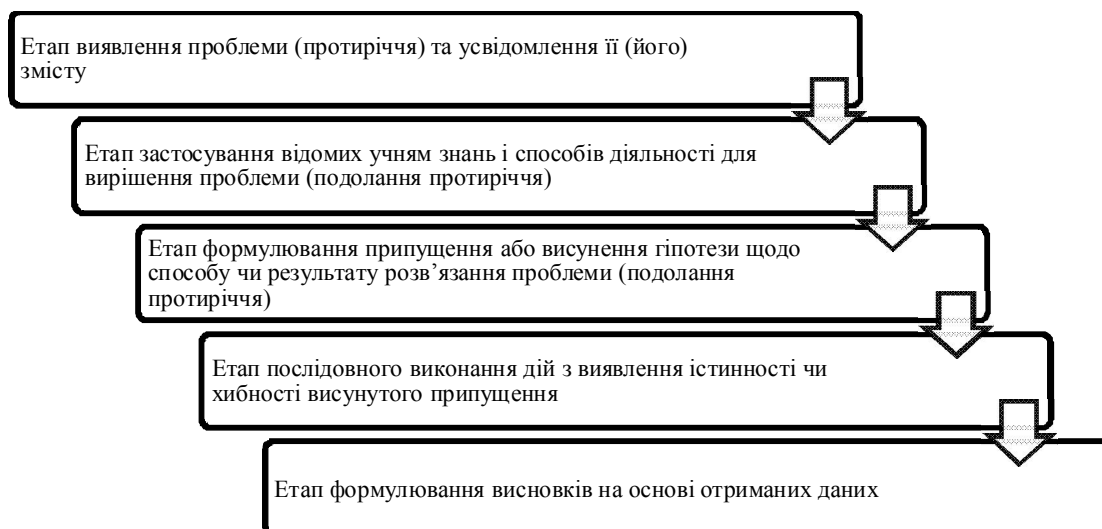 Етап виявлення проблеми (протиріччя) та усвідомлення її (його)
змісту
Етап застосування відомих учням знань і способів діяльності для
вирішення проблеми (подолання протиріччя)
Етап формулювання припущення або висунення гіпотези щодо
способу чи результату розв’язання проблеми (подолання
протиріччя)
Етап послідовного виконання дій з виявлення істинності чи
хибності висунутого припущення
Етап формулювання висновків на основі отриманих даних